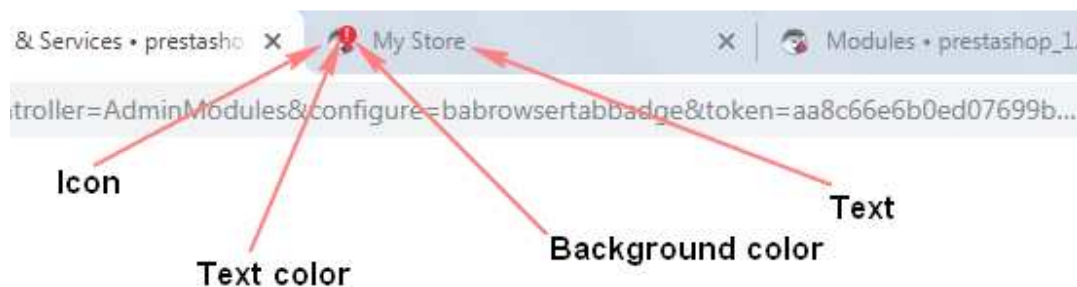 & Services • prestasho × My Store × Modules • prestashop_1.
troller=AdminModules&configure=babrowsertabbadge&token=aa8c66e6b0ed07699b...
Icon
Text
Background color
Text color